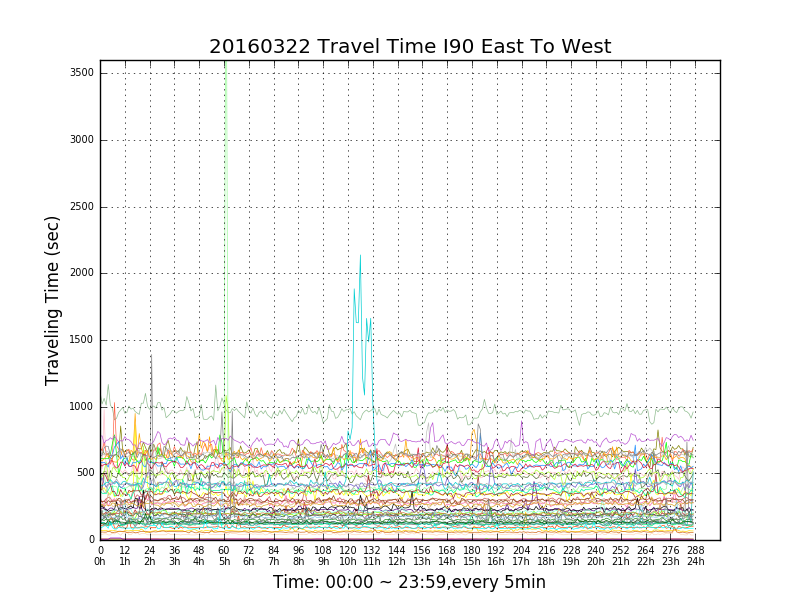 20160322 Travel Time I90 East To West
3500
3000
2500
2000
1500
1000
500
0
Traveling Time (sec)
0 12 24 36 48 60 72 84 96 108 120 132 144 156 168 180 192 204 216 228 240 252 264 276 288
0h 1h 2h 3h 4h 5h 6h 7h 8h 9h 10h 11h 12h 13h 14h 15h 16h 17h 18h 19h 20h 21h 22h 23h 24h
Time: 00:00 ~ 23:59,every 5min